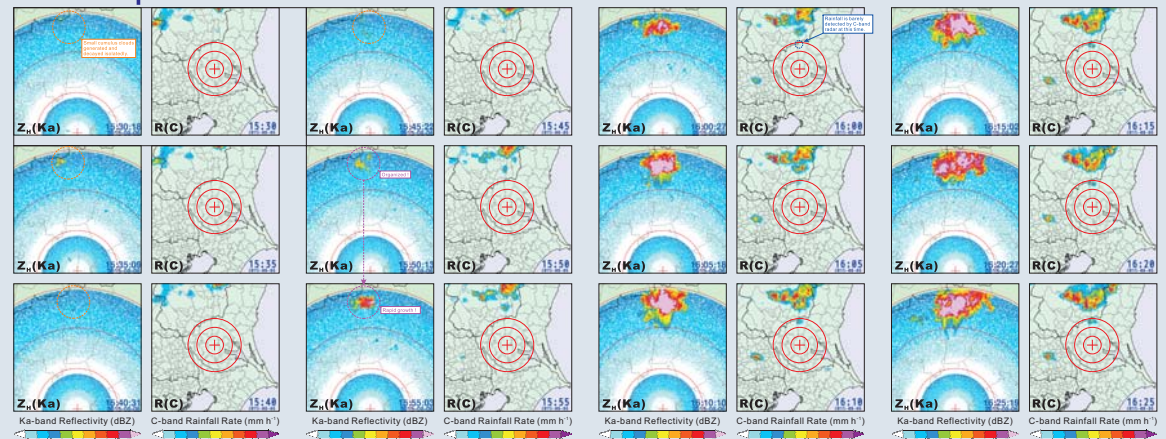 Small cumulus clouds
generated and
decayed isolatedly.
Z_H(Ka) 15:30:18
R(C) 15:30
Z_H(Ka) 15:45:22
R(C) 15:45
Z_H(Ka) 16:00:27
Rainfall is barely
detected by C-band
radar at this time.
R(C) 16:00
Z_H(Ka) 16:15:02
R(C) 16:15
Z_H(Ka) 15:35:09
R(C) 15:35
Organized !
Z_H(Ka) 15:50:13
R(C) 15:50
Z_H(Ka) 16:05:18
R(C) 16:05
Z_H(Ka) 16:20:27
R(C) 16:20
Z_H(Ka) 15:40:31
R(C) 15:40
Rapid growth !
Z_H(Ka) 15:55:03
R(C) 15:55
Z_H(Ka) 16:10:19
R(C) 16:10
Z_H(Ka) 16:25:19
R(C) 16:25
Ka-band Reflectivity (dBZ) C-band Rainfall Rate (mm h⁻¹) Ka-band Reflectivity (dBZ) C-band Rainfall Rate (mm h⁻¹) Ka-band Reflectivity (dBZ) C-band Rainfall Rate (mm h⁻¹) Ka-band Reflectivity (dBZ) C-band Rainfall Rate (mm h⁻¹)